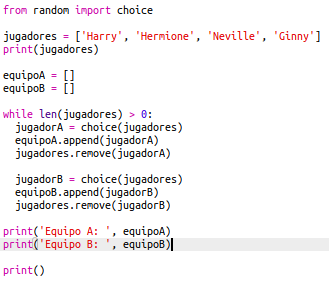 from random import choice
jugadores = ['Harry', 'Hermione', 'Neville', 'Ginny']
print(jugadores)
equipoA = []
equipoB = []
while len(jugadores) > 0:
jugadorA = choice(jugadores)
equipoA.append(jugadorA)
jugadores.remove(jugadorA)
jugadorB = choice(jugadores)
equipoB.append(jugadorB)
jugadores.remove(jugadorB)
print('Equipo A: ', equipoA)
print('Equipo B: ', equipoB)
print()